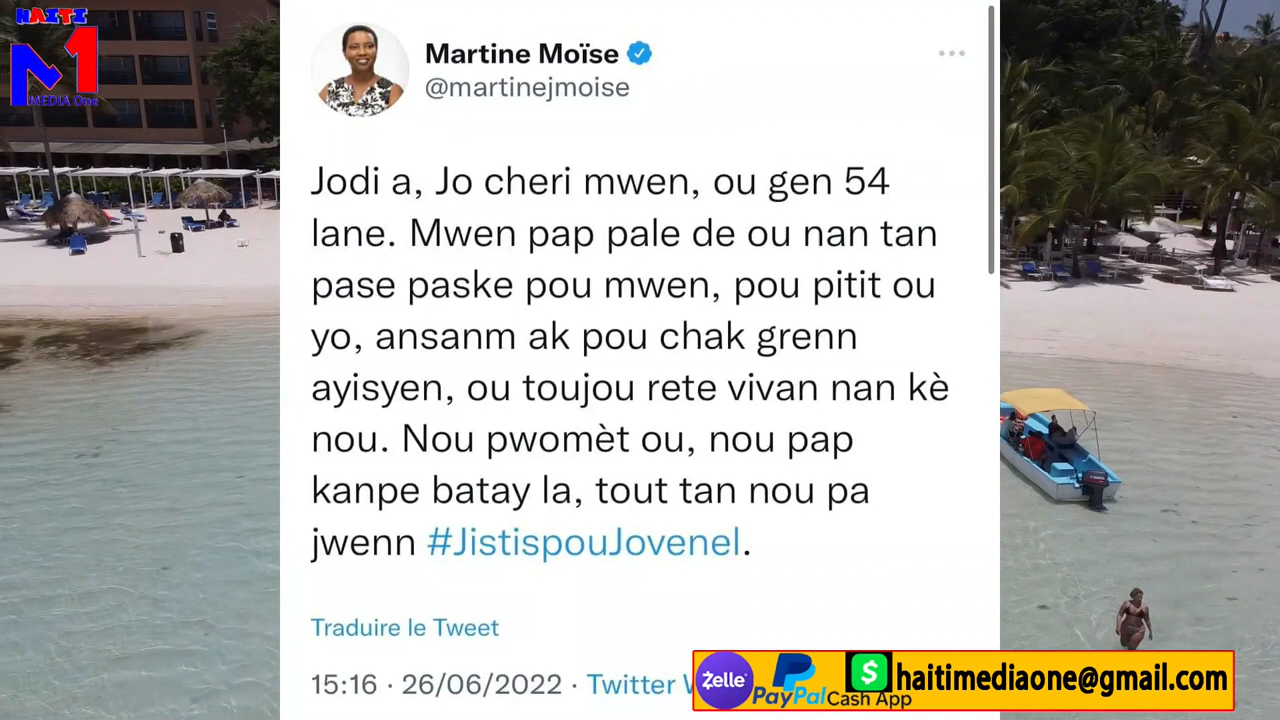 HAITI
M1
MEDIA One
Martine Moïse
@martinejmoise
Jodi a, Jo cheri mwen, ou gen 54
lane. Mwen pap pale de ou nan tan
pase paske pou mwen, pou pitit ou
yo, ansanm ak pou chak grenn
ayisyen, ou toujou rete vivan nan kè
nou. Nou pwomèt ou, nou pap
kanpe batay la, tout tan nou pa
jwenn #JistispouJovenel.
Traduire le Tweet
15:16 · 26/06/2022 · Twitter
Zelle PayPal $ Cash App haitimediaone@gmail.com